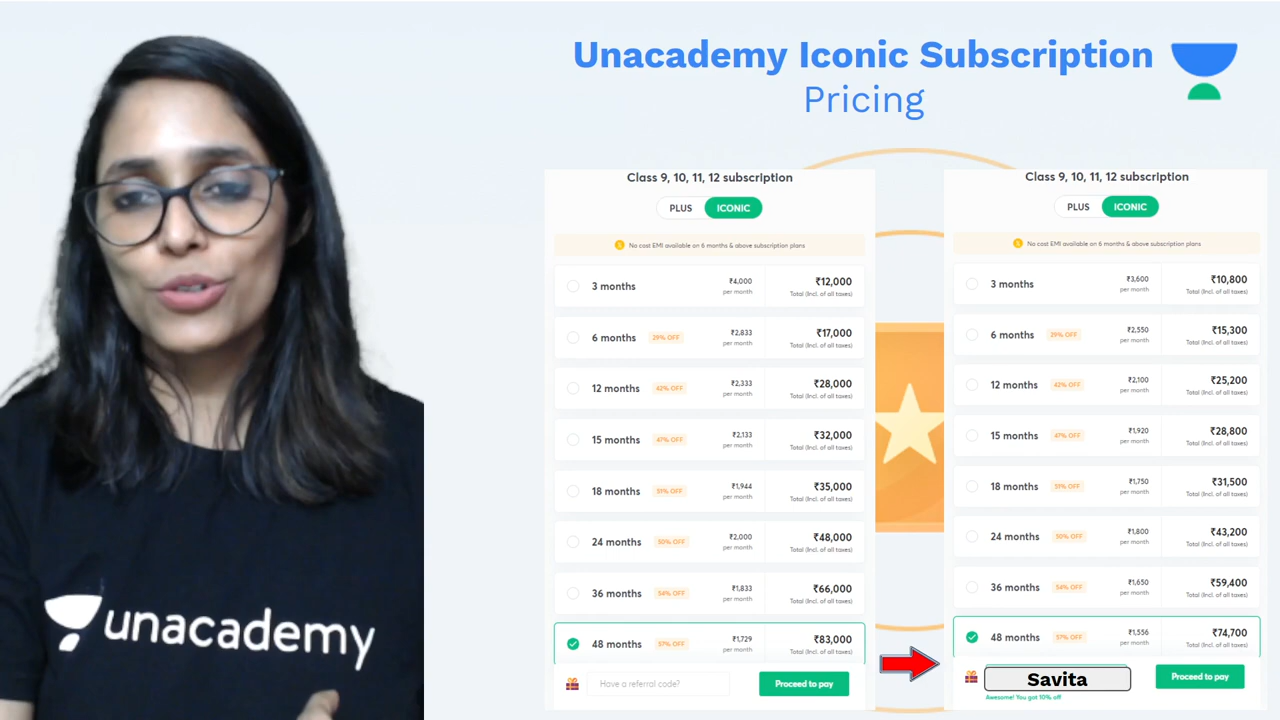 Unacademy Iconic Subscription
Pricing
unacademy
Class 9, 10, 11, 12 subscription
PLUS ICONIC
No cost EMI available on 6 months & above subscription plans
3 months ₹4,000 per month ₹12,000 Total (Incl. of all taxes)
6 months 29% OFF ₹2,833 per month ₹17,000 Total (Incl. of all taxes)
12 months 42% OFF ₹2,333 per month ₹28,000 Total (Incl. of all taxes)
15 months 47% OFF ₹2,133 per month ₹32,000 Total (Incl. of all taxes)
18 months 51% OFF ₹1,944 per month ₹35,000 Total (Incl. of all taxes)
24 months 50% OFF ₹2,000 per month ₹48,000 Total (Incl. of all taxes)
36 months 54% OFF ₹1,833 per month ₹66,000 Total (Incl. of all taxes)
48 months 57% OFF ₹1,729 per month ₹83,000 Total (Incl. of all taxes)
Have a referral code? Proceed to pay
Class 9, 10, 11, 12 subscription
PLUS ICONIC
No cost EMI available on 6 months & above subscription plans
3 months ₹3,600 per month ₹10,800 Total (Incl. of all taxes)
6 months 29% OFF ₹2,550 per month ₹15,300 Total (Incl. of all taxes)
12 months 42% OFF ₹2,100 per month ₹25,200 Total (Incl. of all taxes)
15 months 47% OFF ₹1,920 per month ₹28,800 Total (Incl. of all taxes)
18 months 51% OFF ₹1,750 per month ₹31,500 Total (Incl. of all taxes)
24 months 50% OFF ₹1,800 per month ₹43,200 Total (Incl. of all taxes)
36 months 54% OFF ₹1,650 per month ₹59,400 Total (Incl. of all taxes)
48 months 57% OFF ₹1,556 per month ₹74,700 Total (Incl. of all taxes)
Savita Proceed to pay
Awesome! You got 10% off